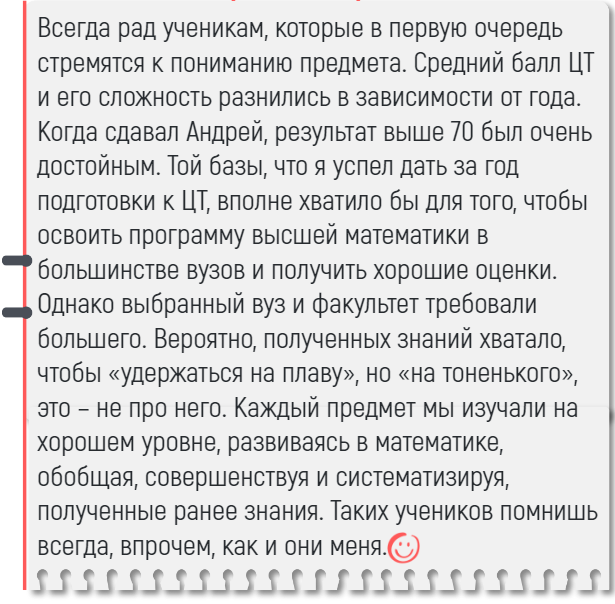 Всегда рад ученикам, которые в первую очередь
стремятся к пониманию предмета. Средний балл ЦТ
и его сложность разнились в зависимости от года.
Когда сдавал Андрей, результат выше 70 был очень
достойным. Той базы, что я успел дать за год
подготовки к ЦТ, вполне хватило бы для того, чтобы
освоить программу высшей математики в
большинстве вузов и получить хорошие оценки.
Однако выбранный вуз и факультет требовали
большего. Вероятно, полученных знаний хватало,
чтобы «удержаться на плаву», но «на тоненького»,
это – не про него. Каждый предмет мы изучали на
хорошем уровне, развиваясь в математике,
обобщая, совершенствуя и систематизируя,
полученные ранее знания. Таких учеников помнишь
всегда, впрочем, как и они меня.